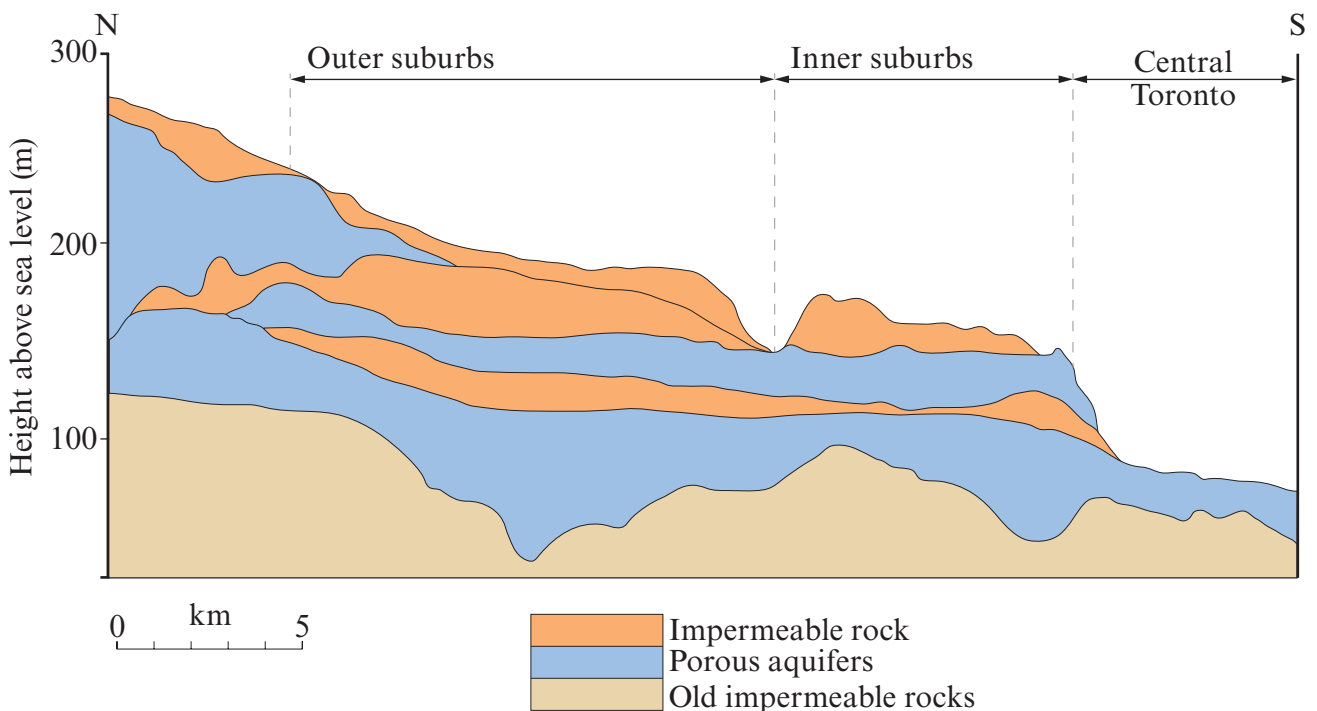 N
S
300
Outer suburbs
Inner suburbs
Central
Toronto
Height above sea level (m)
200
100
km
0
5
Impermeable rock
Porous aquifers
Old impermeable rocks